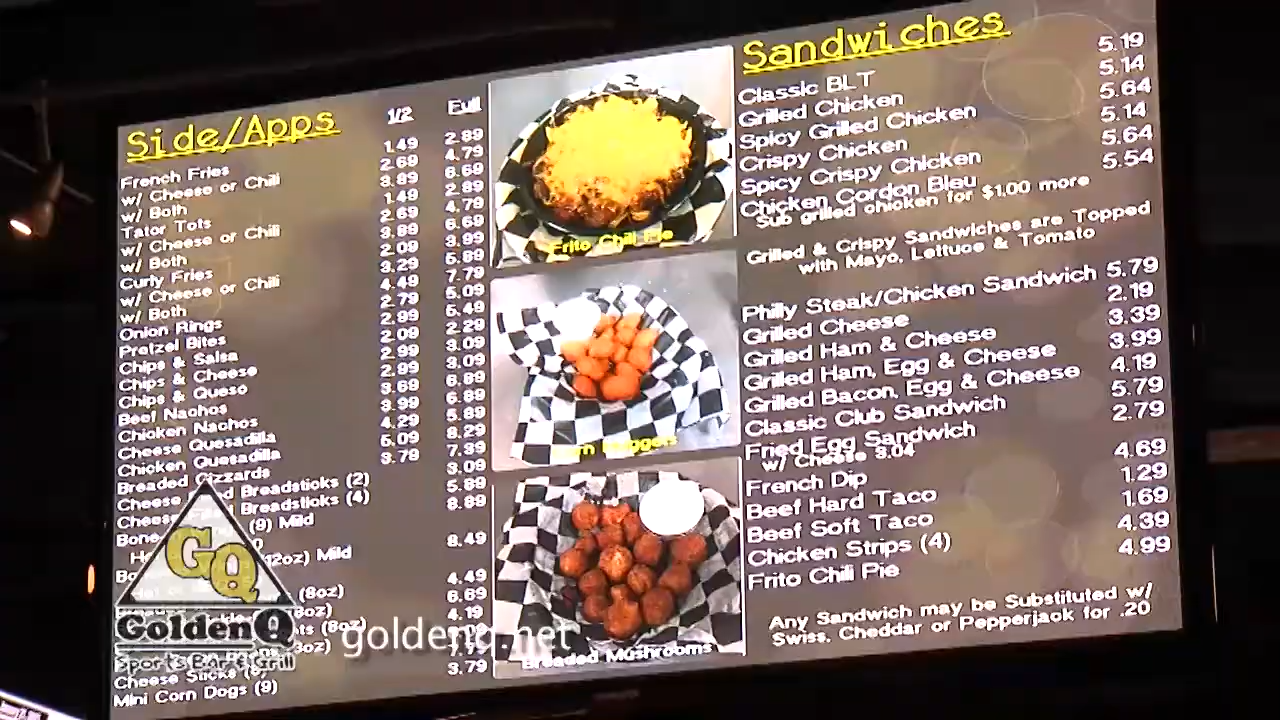 Side/Apps 1/2 Full
French Fries 1.49 2.89
w/ Cheese or Chili 2.69 4.79
w/ Both 3.89 6.69
Tator Tots 1.49 2.89
w/ Cheese or Chili 2.69 4.79
w/ Both 3.89 6.69
Curly Fries 2.09 3.99
w/ Cheese or Chili 3.29 5.89
w/ Both 4.49 7.79
Onion Rings 2.79 5.09
Pretzel Bites 2.99 5.49
Chips & Salsa 2.09 2.29
Chips & Cheese 2.99 3.09
Chips & Queso 2.99 3.09
Beef Nachos 3.69 6.89
Chicken Nachos 3.99 6.89
Cheese Quesadilla 4.29 5.89
Chicken Quesadilla 5.09 8.29
Breaded Gizzards 3.79 7.39
Cheese Breadsticks (2) 3.09
Cheese Breadsticks (4) 5.89
(9) Mild 8.89
Mild 8.49
(8oz) 4.49
6.69
(8oz) 4.19
Cheese Sticks
Mini Corn Dogs (9) 3.79
Frito Chili Pie
Corn Nuggets
Breaded Mushrooms
Sandwiches
Classic BLT 5.19
Grilled Chicken 5.14
Spicy Grilled Chicken 5.64
Crispy Chicken 5.14
Spicy Crispy Chicken 5.64
Chicken Cordon Bleu 5.54
Sub grilled chicken for $1.00 more
Grilled & Crispy Sandwiches are Topped
with Mayo, Lettuce & Tomato
Philly Steak/Chicken Sandwich 5.79
Grilled Cheese 2.19
Grilled Ham & Cheese 3.39
Grilled Ham, Egg & Cheese 3.99
Grilled Bacon, Egg & Cheese 4.19
Classic Club Sandwich 5.79
Fried Egg Sandwich 2.79
w/ Cheese 3.04
French Dip 4.69
Beef Hard Taco 1.29
Beef Soft Taco 1.69
Chicken Strips (4) 4.39
Frito Chili Pie 4.99
Any Sandwich may be Substituted w/
Swiss, Cheddar or Pepperjack for .20
GQ
GoldenQ
Sports Bar & Grill
goldenq.net